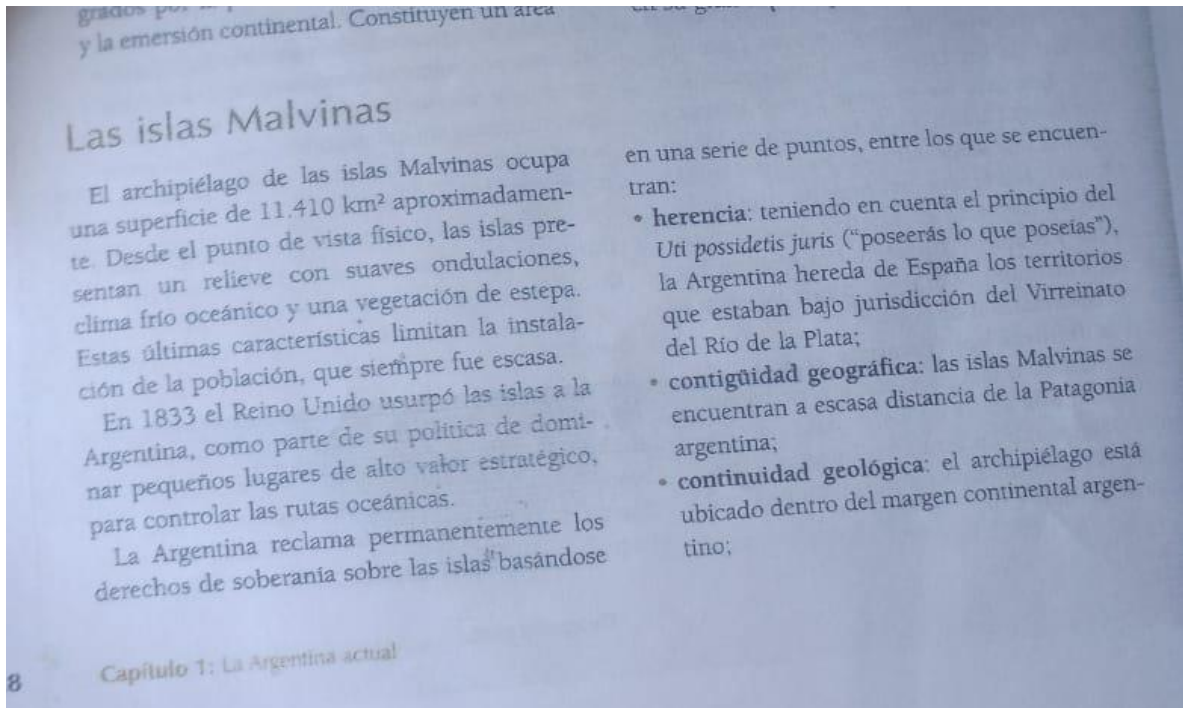 grados
y la emersión continental. Constituyen un área
Las islas Malvinas
El archipiélago de las islas Malvinas ocupa
una superficie de 11.410 km² aproximadamen-
te. Desde el punto de vista físico, las islas pre-
sentan un relieve con suaves ondulaciones,
clima frío oceánico y una vegetación de estepa.
Estas últimas características limitan la instala-
ción de la población, que siempre fue escasa.
En 1833 el Reino Unido usurpó las islas a la
Argentina, como parte de su política de domi-
nar pequeños lugares de alto valor estratégico,
para controlar las rutas oceánicas.
La Argentina reclama permanentemente los
derechos de soberanía sobre las islas basándose
en una serie de puntos, entre los que se encuen-
tran:
• herencia: teniendo en cuenta el principio del
Uti possidetis juris (“poseerás lo que poseías”),
la Argentina hereda de España los territorios
que estaban bajo jurisdicción del Virreinato
del Río de la Plata;
• contigüidad geográfica: las islas Malvinas se
encuentran a escasa distancia de la Patagonia
argentina;
• continuidad geológica: el archipiélago está
ubicado dentro del margen continental argen-
tino;
8
Capítulo 1: La Argentina actual